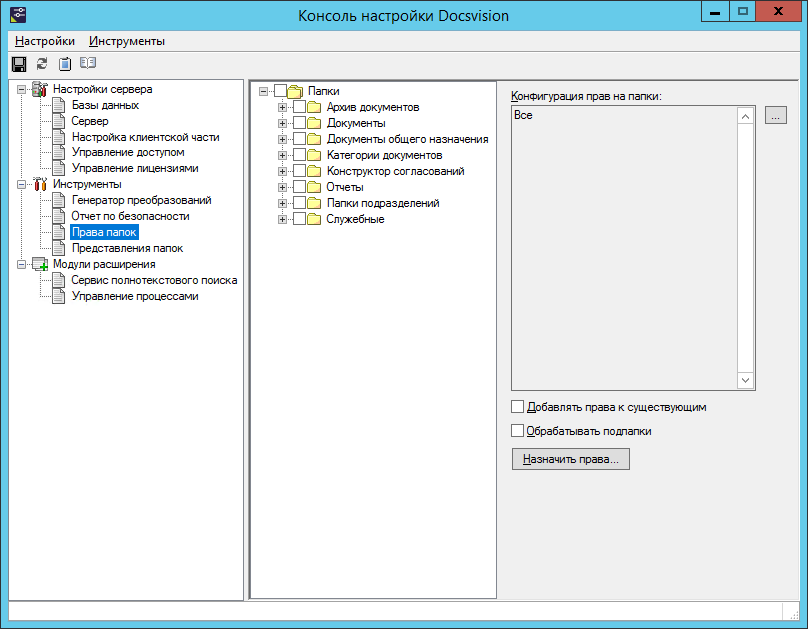 Консоль настройки Docsvision
Настройки Инструменты
Настройки сервера
Базы данных
Сервер
Настройка клиентской части
Управление доступом
Управление лицензиями
Инструменты
Генератор преобразований
Отчет по безопасности
Права папок
Представления папок
Модули расширения
Сервис полнотекстового поиска
Управление процессами
Папки
Архив документов
Документы
Документы общего назначения
Категории документов
Конструктор согласований
Отчеты
Папки подразделений
Служебные
Конфигурация прав на папки:
Все
...
Добавлять права к существующим
Обрабатывать подпапки
Назначить права...